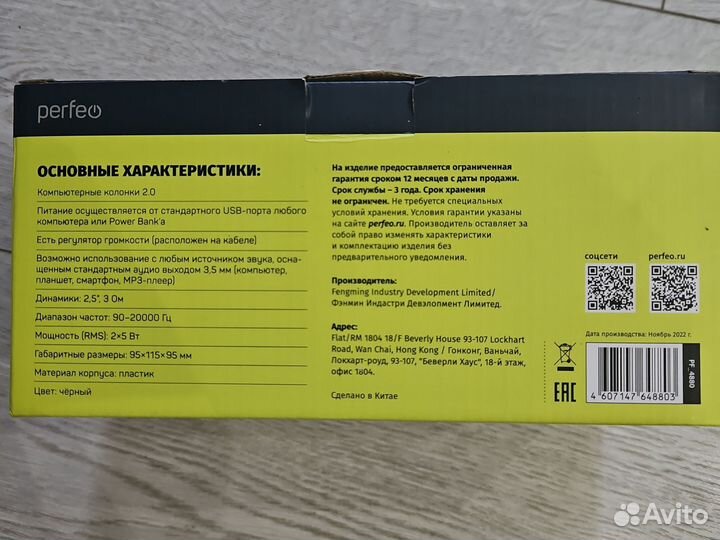 perfeo
ОСНОВНЫЕ ХАРАКТЕРИСТИКИ:
Компьютерные колонки 2.0
Питание осуществляется от стандартного USB-порта любого
компьютера или Power Bank'а
Есть регулятор громкости (расположен на кабеле)
Возможно использование с любым источником звука, осна-
щенным стандартным аудио выходом 3,5 мм (компьютер,
планшет, смартфон, MP3-плеер)
Динамики: 2,5", 3 Ом
Диапазон частот: 90–20000 Гц
Мощность (RMS): 2×5 Вт
Габаритные размеры: 95×115×95 мм
Материал корпуса: пластик
Цвет: чёрный
На изделие предоставляется ограниченная
гарантия сроком 12 месяцев с даты продажи.
Срок службы – 3 года. Срок хранения
не ограничен. Не требуется специальных
условий хранения. Условия гарантии указаны
на сайте perfeo.ru. Производитель оставляет за
собой право изменять характеристики
и комплектацию изделия без
предварительного уведомления.
Производитель:
Fengming Industry Development Limited/
Фэнмин Индастри Девэлопмент Лимитед.
Адрес:
Flat/RM 1804 18/F Beverly House 93-107 Lockhart
Road, Wan Chai, Hong Kong / Гонконг, Ваньчай,
Локхарт-роуд, 93-107, "Беверли Хаус", 18-й этаж,
офис 1804.
Сделано в Китае
соцсети
perfeo.ru
Дата производства: Ноябрь 2022 г.
EAC
4 607147 648803
PF_4880
Avito